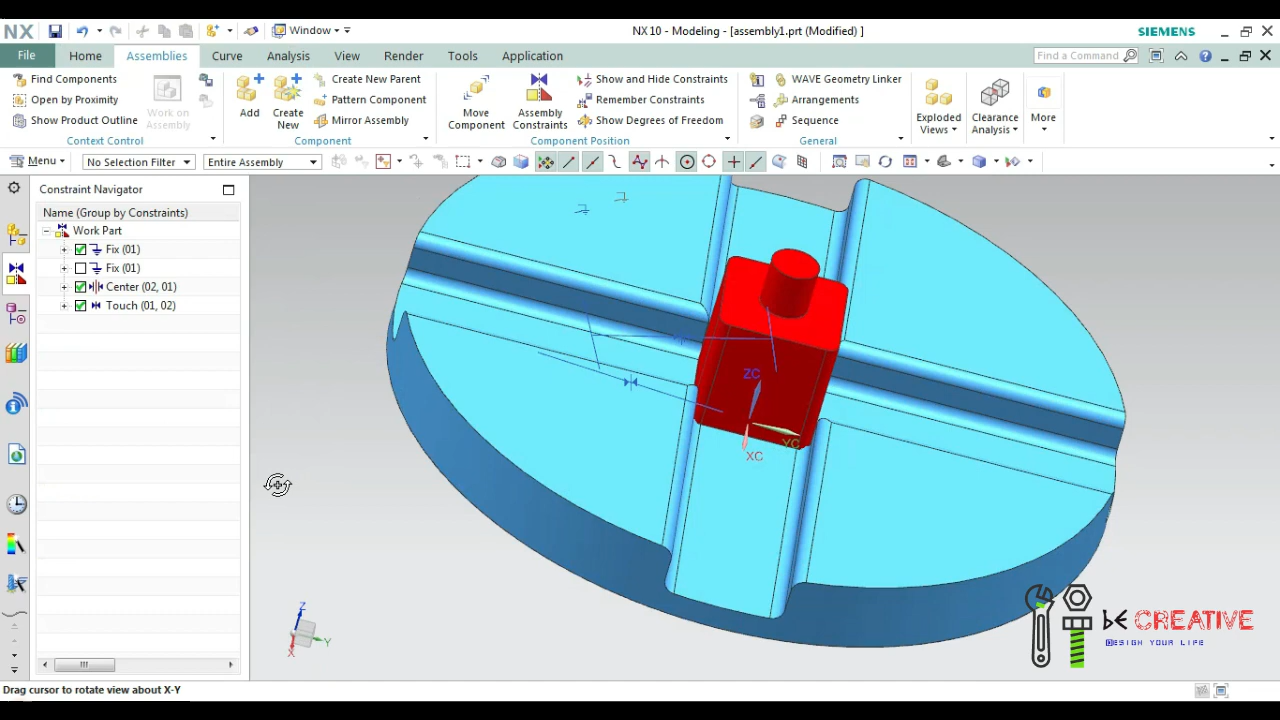 NX
Window
NX 10 - Modeling - [assembly1.prt (Modified) ]
SIEMENS
File
Home
Assemblies
Curve
Analysis
View
Render
Tools
Application
Find a Command
Find Components
Open by Proximity
Show Product Outline
Work on
Assembly
Context Control
Add
Create
New
Create New Parent
Pattern Component
Mirror Assembly
Component
Move
Component
Assembly
Constraints
Show and Hide Constraints
Remember Constraints
Show Degrees of Freedom
Component Position
WAVE Geometry Linker
Arrangements
Sequence
General
Exploded
Views
Clearance
Analysis
More
Menu
No Selection Filter
Entire Assembly
Constraint Navigator
Name (Group by Constraints)
Work Part
Fix (01)
Fix (01)
Center (02, 01)
Touch (01, 02)
ZC
YC
XC
Z
Y
X
bE CREATIVE
DESIGN YOUR LIFE
Drag cursor to rotate view about X-Y